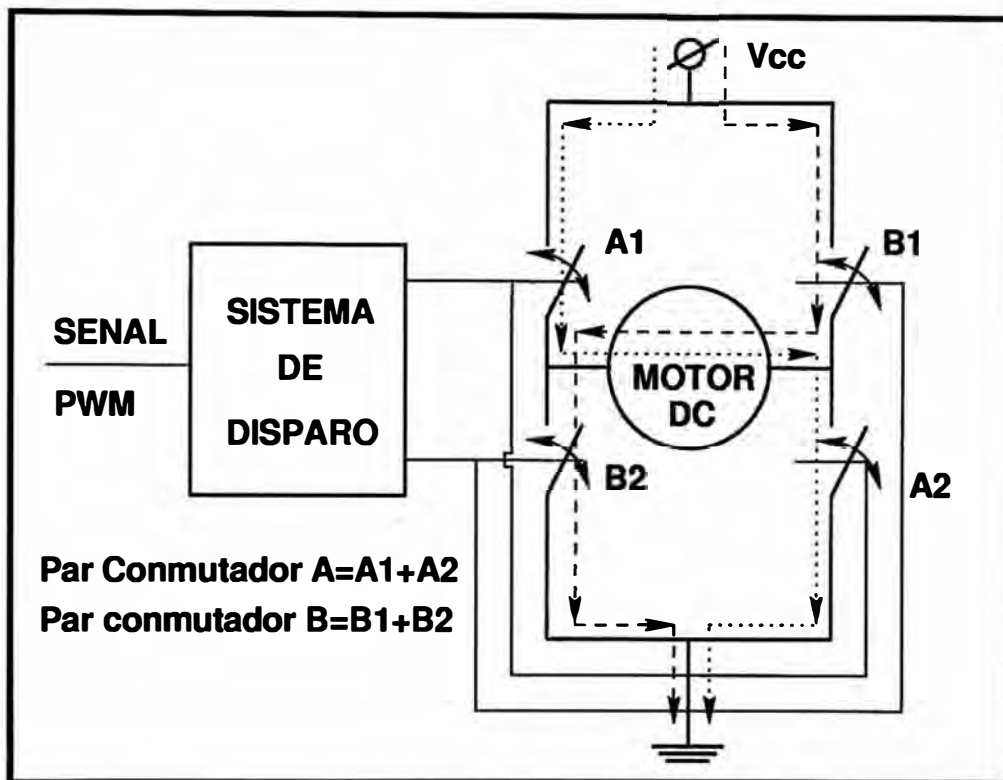 Vcc
A1
B1
SENAL
PWM
SISTEMA
DE
DISPARO
MOTOR
DC
B2
A2
Par Conmutador A=A1+A2
Par conmutador B=B1+B2